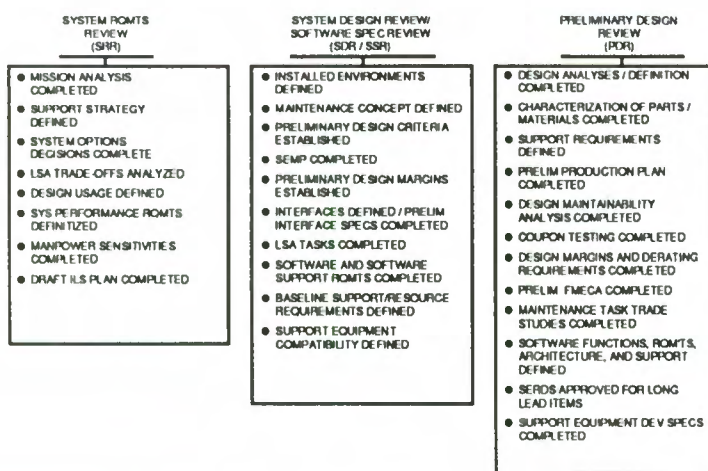 SYSTEM RQMTS
REVIEW
(SRR)
● MISSION ANALYSIS
COMPLETED
● SUPPORT STRATEGY
DEFINED
● SYSTEM OPTIONS
DECISIONS COMPLETE
● LSA TRADE-OFFS ANALYZED
● DESIGN USAGE DEFINED
● SYS PERFORMANCE RQMTS
DEFINITIZED
● MANPOWER SENSITIVITIES
COMPLETED
● DRAFT ILS PLAN COMPLETED
SYSTEM DESIGN REVIEW/
SOFTWARE SPEC REVIEW
(SDR / SSR)
● INSTALLED ENVIRONMENTS
DEFINED
● MAINTENANCE CONCEPT DEFINED
● PRELIMINARY DESIGN CRITERIA
ESTABLISHED
● SEMP COMPLETED
● PRELIMINARY DESIGN MARGINS
ESTABLISHED
● INTERFACES DEFINED / PRELIM
INTERFACE SPECS COMPLETED
● LSA TASKS COMPLETED
● SOFTWARE AND SOFTWARE
SUPPORT RQMTS COMPLETED
● BASELINE SUPPORT/RESOURCE
REQUIREMENTS DEFINED
● SUPPORT EQUIPMENT
COMPATIBILITY DEFINED
PRELIMINARY DESIGN
REVIEW
(PDR)
● DESIGN ANALYSES / DEFINITION
COMPLETED
● CHARACTERIZATION OF PARTS /
MATERIALS COMPLETED
● SUPPORT REQUIREMENTS
DEFINED
● PRELIM PRODUCTION PLAN
COMPLETED
● DESIGN MAINTAINABILITY
ANALYSIS COMPLETED
● COUPON TESTING COMPLETED
● DESIGN MARGINS AND DERATING
REQUIREMENTS COMPLETED
● PRELIM FMECA COMPLETED
● MAINTENANCE TASK TRADE
STUDIES COMPLETED
● SOFTWARE FUNCTIONS, ROM'TS,
ARCHITECTURE, AND SUPPORT
DEFINED
● SERDS APPROVED FOR LONG
LEAD ITEMS
● SUPPORT EQUIPMENT DEV SPECS
COMPLETED